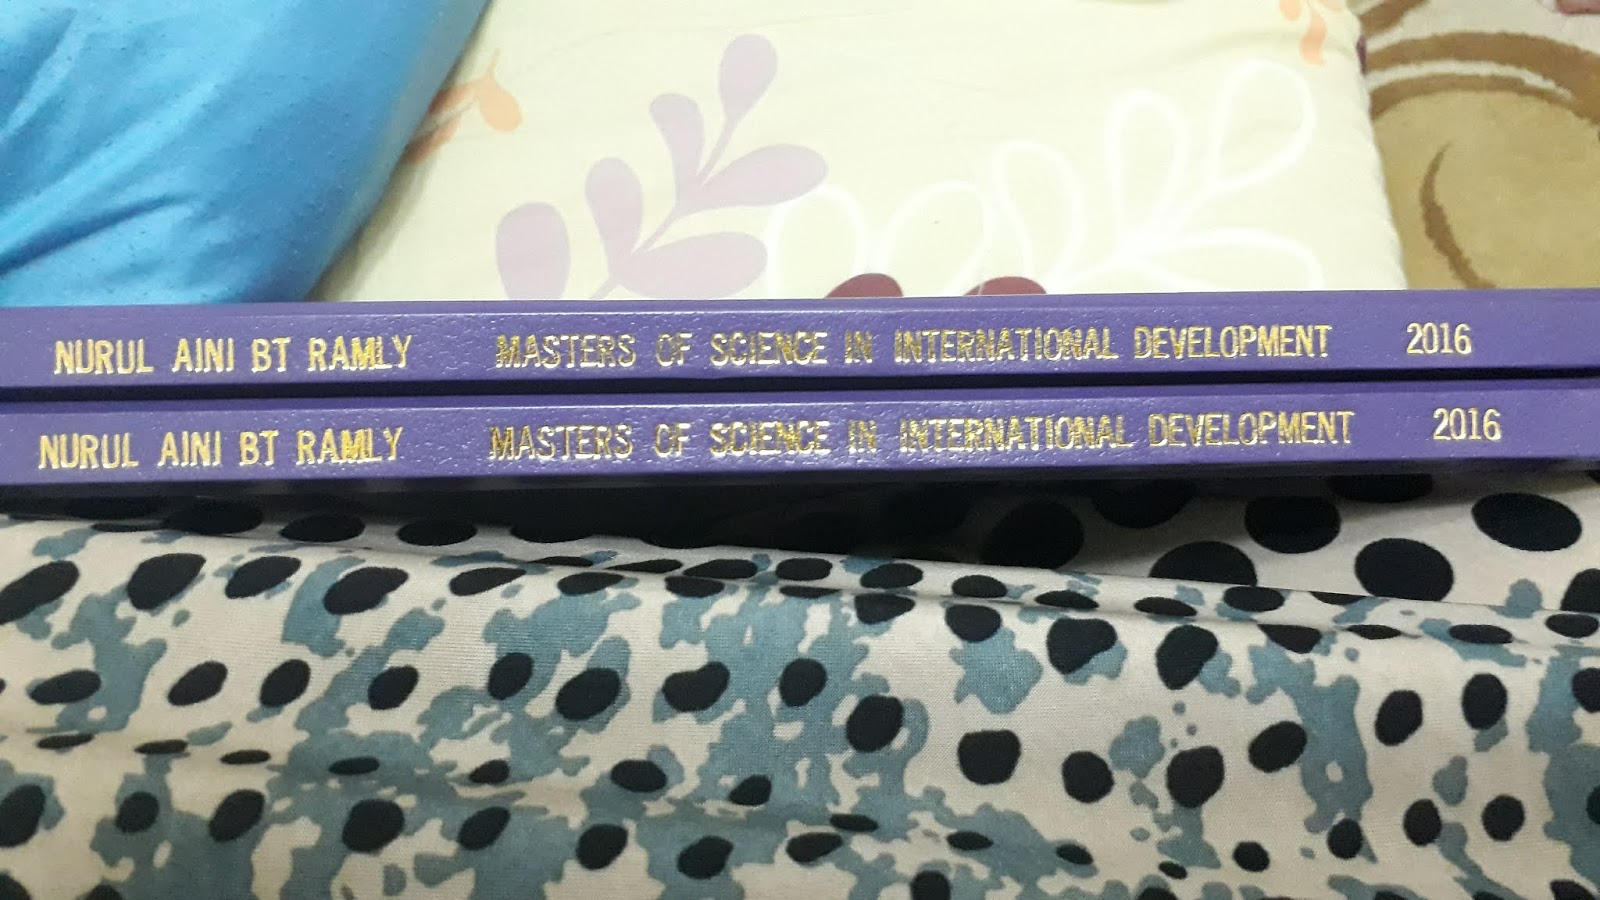 NURUL AINI BT RAMLY MASTERS OF SCIENCE IN INTERNATIONAL DEVELOPMENT 2016
NURUL AINI BT RAMLY MASTERS OF SCIENCE IN INTERNATIONAL DEVELOPMENT 2016